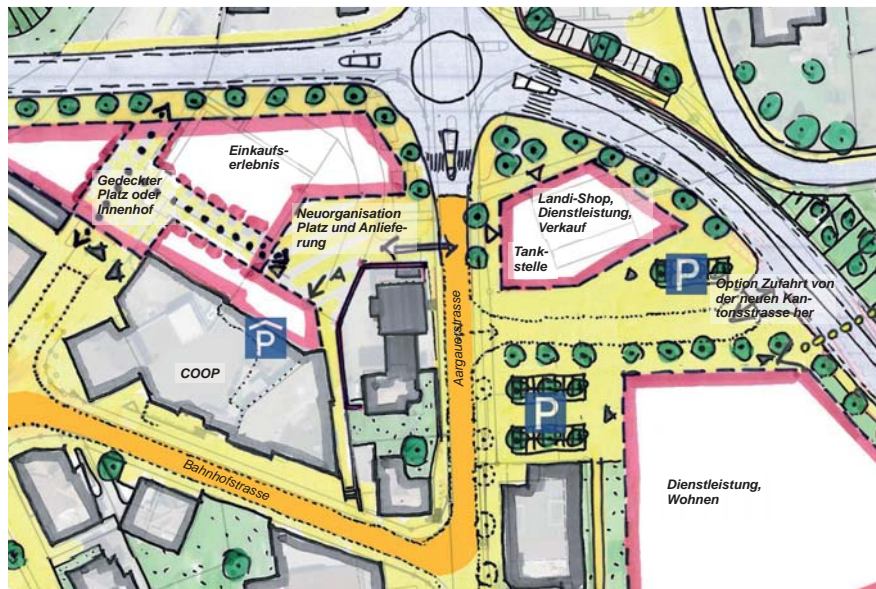 Einkaufs-
erlebnis
Gedeckter
Platz oder
Innenhof
Neuorganisation
Platz und Anliefe-
rung
Landi-Shop,
Dienstleistung,
Verkauf
Tank-
stelle
P
Option Zufahrt von
der neuen Kan-
tonsstrasse her
Aargauerstrasse
A
P
COOP
P
Bahnhofstrasse
Dienstleistung,
Wohnen